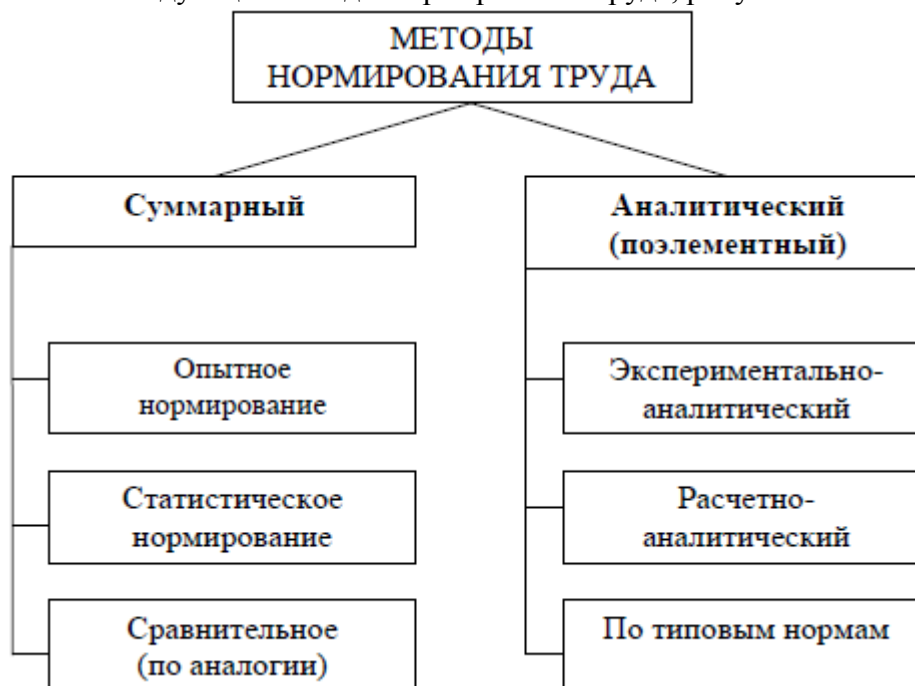 МЕТОДЫ
НОРМИРОВАНИЯ ТРУДА
Суммарный
Опытное
нормирование
Статистическое
нормирование
Сравнительное
(по аналогии)
Аналитический
(поэлементный)
Экспериментально-
аналитический
Расчетно-
аналитический
По типовым нормам